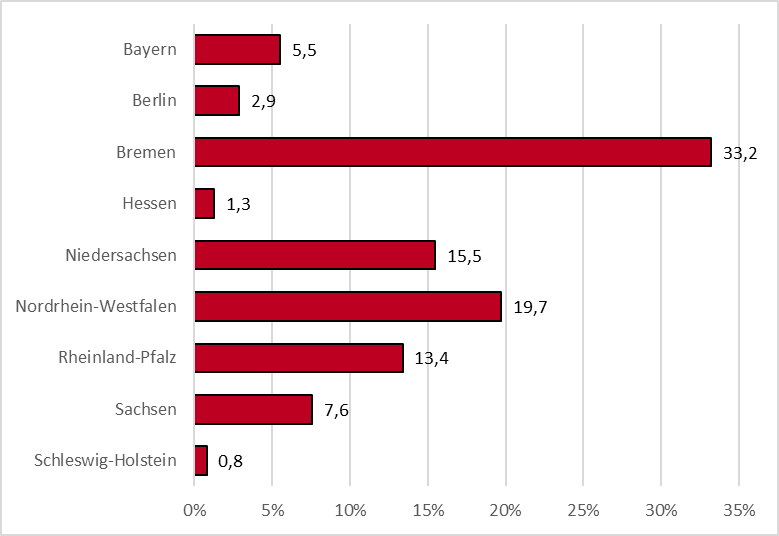 Bayern 5,5
Berlin 2,9
Bremen 33,2
Hessen 1,3
Niedersachsen 15,5
Nordrhein-Westfalen 19,7
Rheinland-Pfalz 13,4
Sachsen 7,6
Schleswig-Holstein 0,8
0% 5% 10% 15% 20% 25% 30% 35%